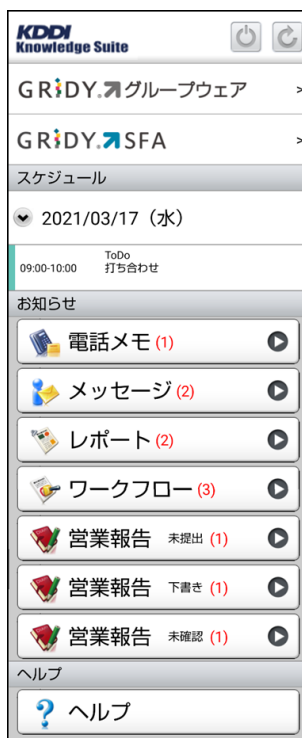 KDDI
Knowledge Suite
GRiDY.グループウェア >
GRiDY.SFA >
スケジュール
2021/03/17（水）
ToDo
09:00-10:00 打ち合わせ
お知らせ
電話メモ (1)
メッセージ (2)
レポート (2)
ワークフロー (3)
営業報告 未提出 (1)
営業報告 下書き (1)
営業報告 未確認 (1)
ヘルプ
? ヘルプ